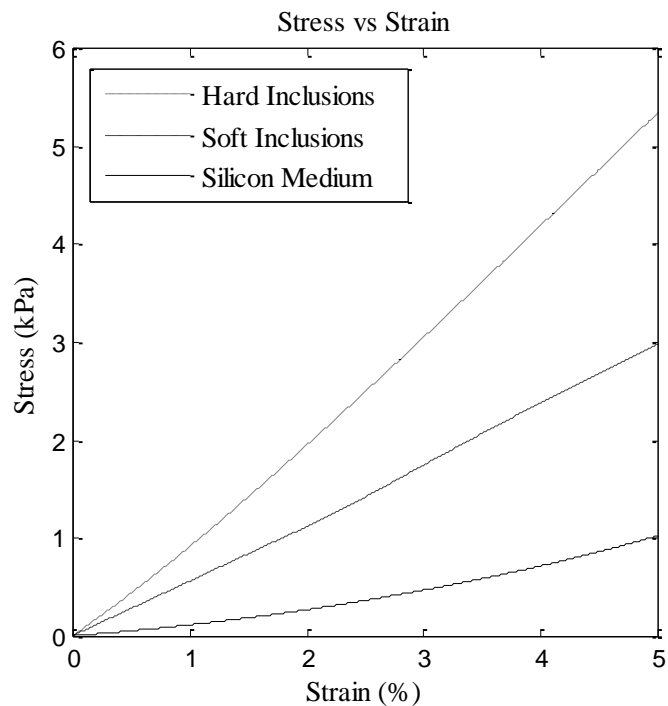 Stress vs Strain
6
5
4
3
2
1
0
Stress (kPa)
Hard Inclusions
Soft Inclusions
Silicon Medium
0 1 2 3 4 5
Strain (%)